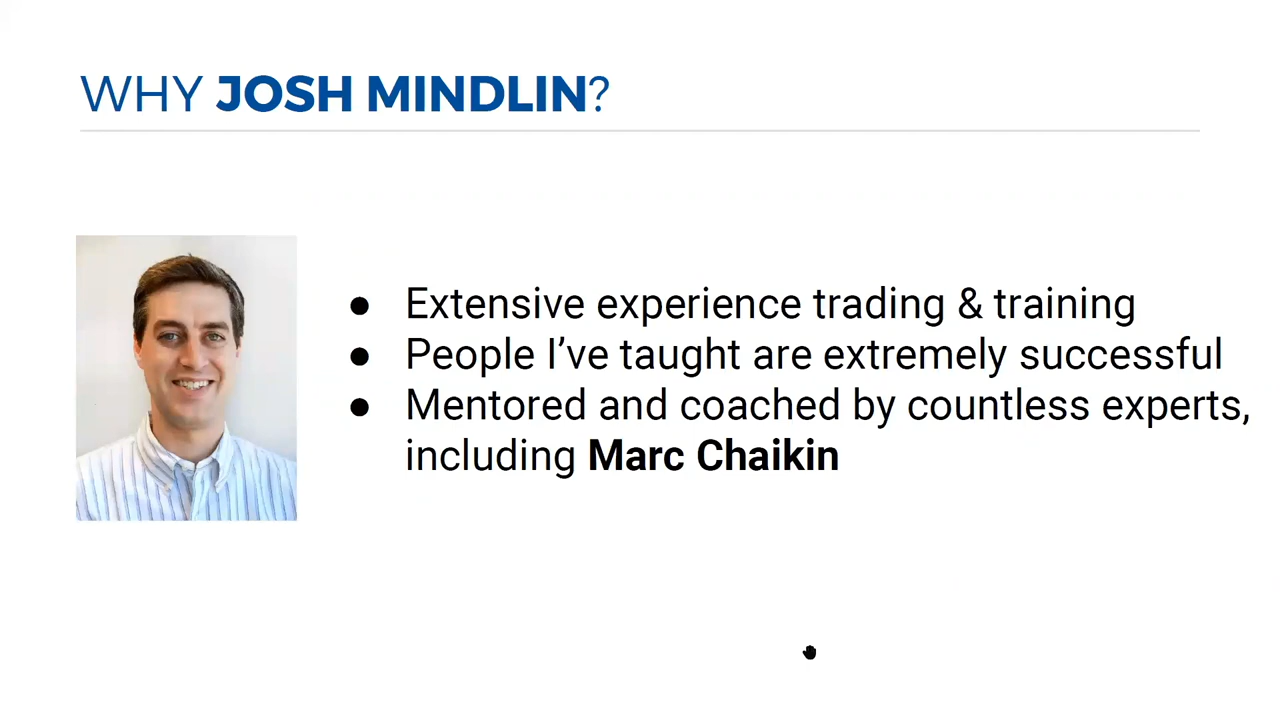 WHY JOSH MINDLIN?
● Extensive experience trading & training
● People I’ve taught are extremely successful
● Mentored and coached by countless experts,
including Marc Chaikin